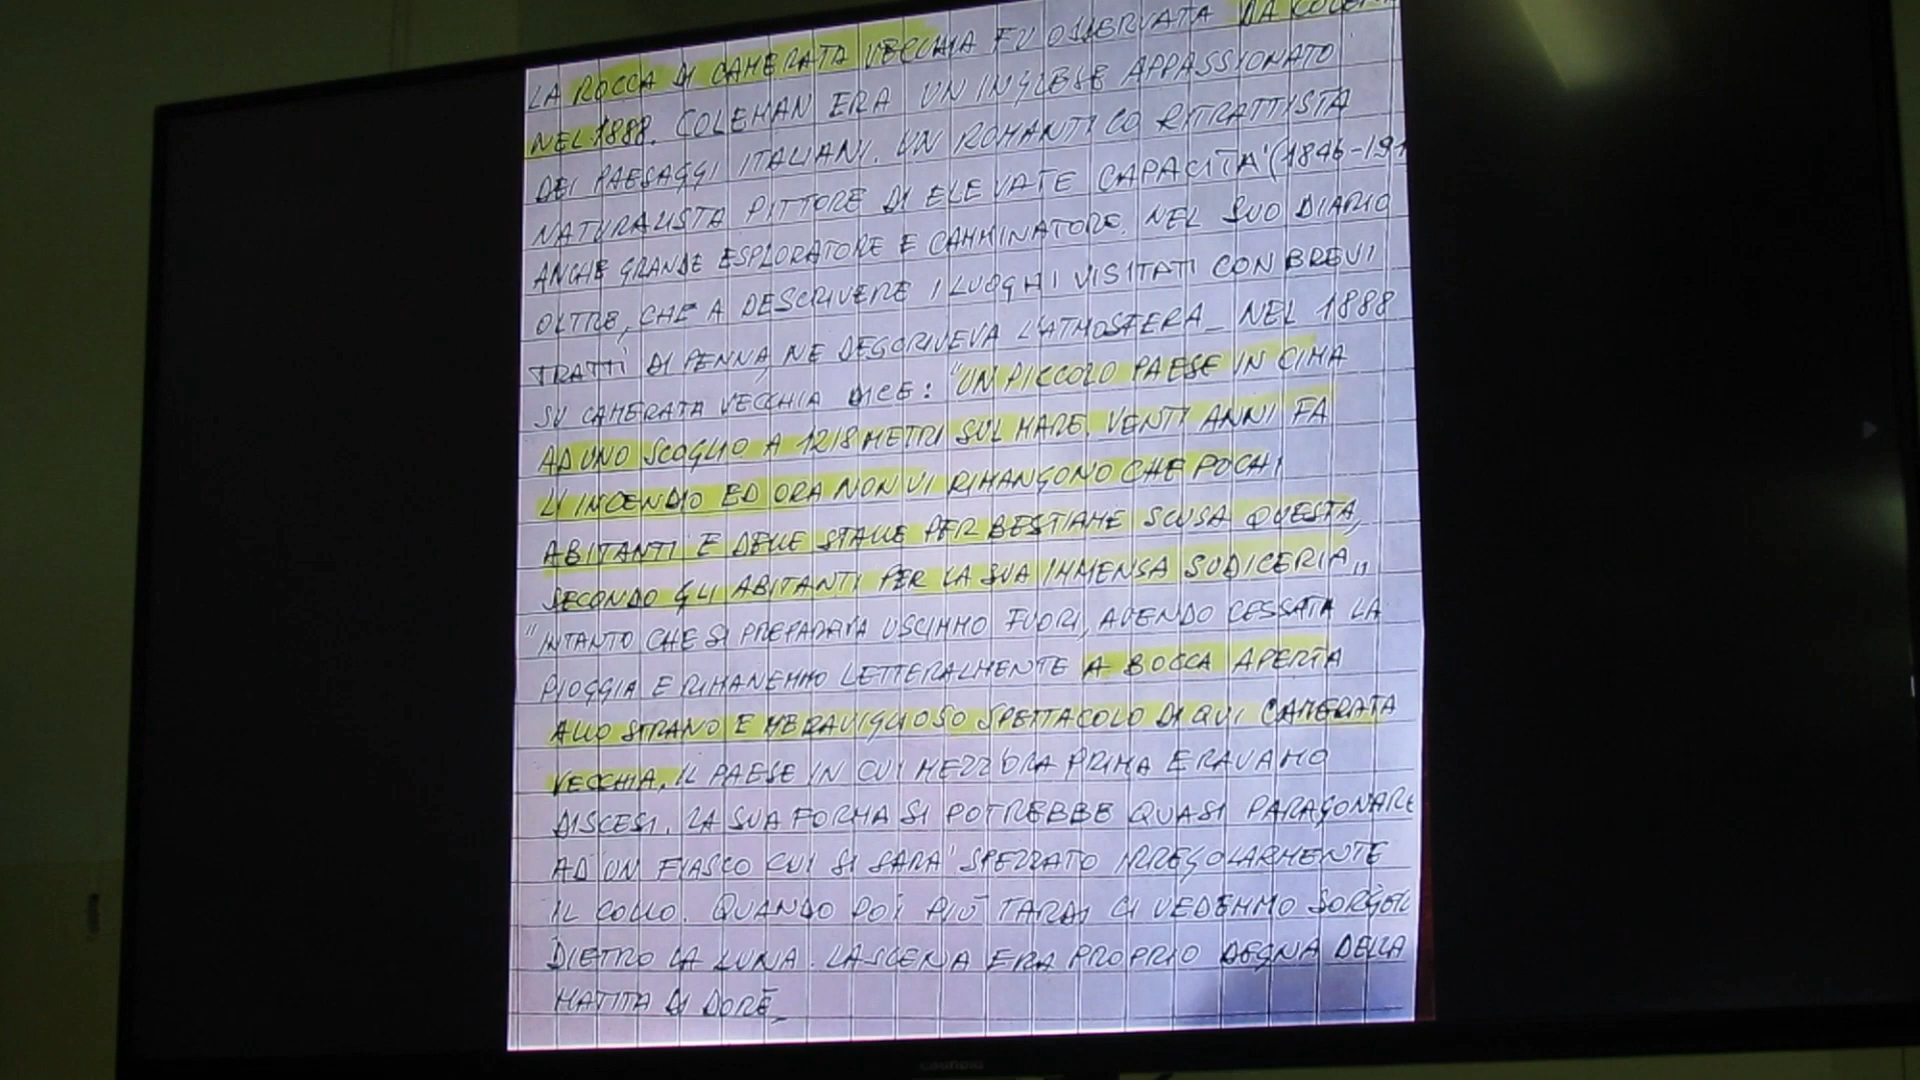 LA ROCCA DI CAMERATA VECCHIA FU OSSERVATA DA
NEL 1888. COLEMAN ERA UN INGLESE APPASSIONATO
DEI PAESAGGI ITALIANI. UN ROMANTICO RITRATTISTA
NATURALISTA PITTORE DI ELEVATE CAPACITA' (1846-191
ANCHE GRANDE ESPLORATORE E CAMMINATORE. NEL SUO DIARIO
OLTRE, CHE A DESCRIVERE I LUOGHI VISITATI CON BREVI
TRATTI DI PENNA, NE DESCRIVEVA L'ATMOSFERA_ NEL 1888
SU CAMERATA VECCHIA DICE: "UN PICCOLO PAESE IN CIMA
AD UNO SCOGLIO A 1218 METRI SUL MARE. VENTI ANNI FA
LI INCENDIO ED ORA NON VI RIMANGONO CHE POCHI
ABITANTI E DELLE STALLE PER BESTIAME SCUSA QUESTA,
SECONDO GLI ABITANTI PER LA SUA IMMENSA SUDICERIA"
"INTANTO CHE SI PREPARAVA USCIMMO FUORI, AVENDO CESSATA LA
PIOGGIA E RIMANEMMO LETTERALMENTE A BOCCA APERTA
ALLO STRANO E MERAVIGLIOSO SPETTACOLO DI QUI CAMERATA
VECCHIA. IL PAESE IN CUI MEZZ'ORA PRIMA ERAVAMO
DISCESI. LA SUA FORMA SI POTREBBE QUASI PARAGONARE
AD UN FIASCO CUI SI SARA' SPEZZATO IRREGOLARMENTE
IL COLLO. QUANDO POI PIÙ TARDI CI VEDEMMO
DIETRO LA LUNA. LA SCENA ERA PROPRIO DEGNA DELLA
MATITA DI DORÈ_
GRUNDIG